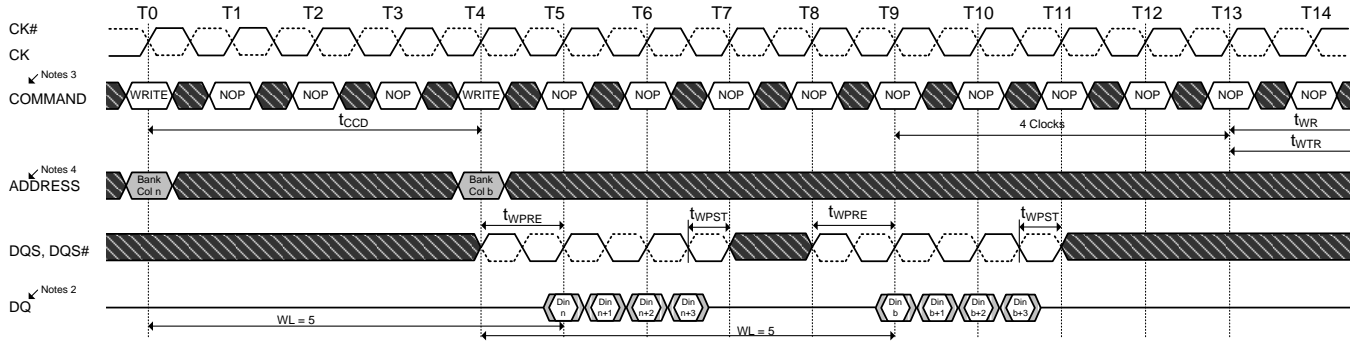 T0 T1 T2 T3 T4 T5 T6 T7 T8 T9 T10 T11 T12 T13 T14
CK#
CK
Notes 3
COMMAND WRITE NOP NOP NOP WRITE NOP NOP NOP NOP NOP NOP NOP NOP NOP NOP
tCCD 4 Clocks tWR
tWTR
Notes 4
ADDRESS Bank Col n Bank Col b
tWPRE tWPST tWPRE tWPST
DQS, DQS#
Notes 2
DQ Din n Din n+1 Din n+2 Din n+3 Din b Din b+1 Din b+2 Din b+3
WL = 5 WL = 5